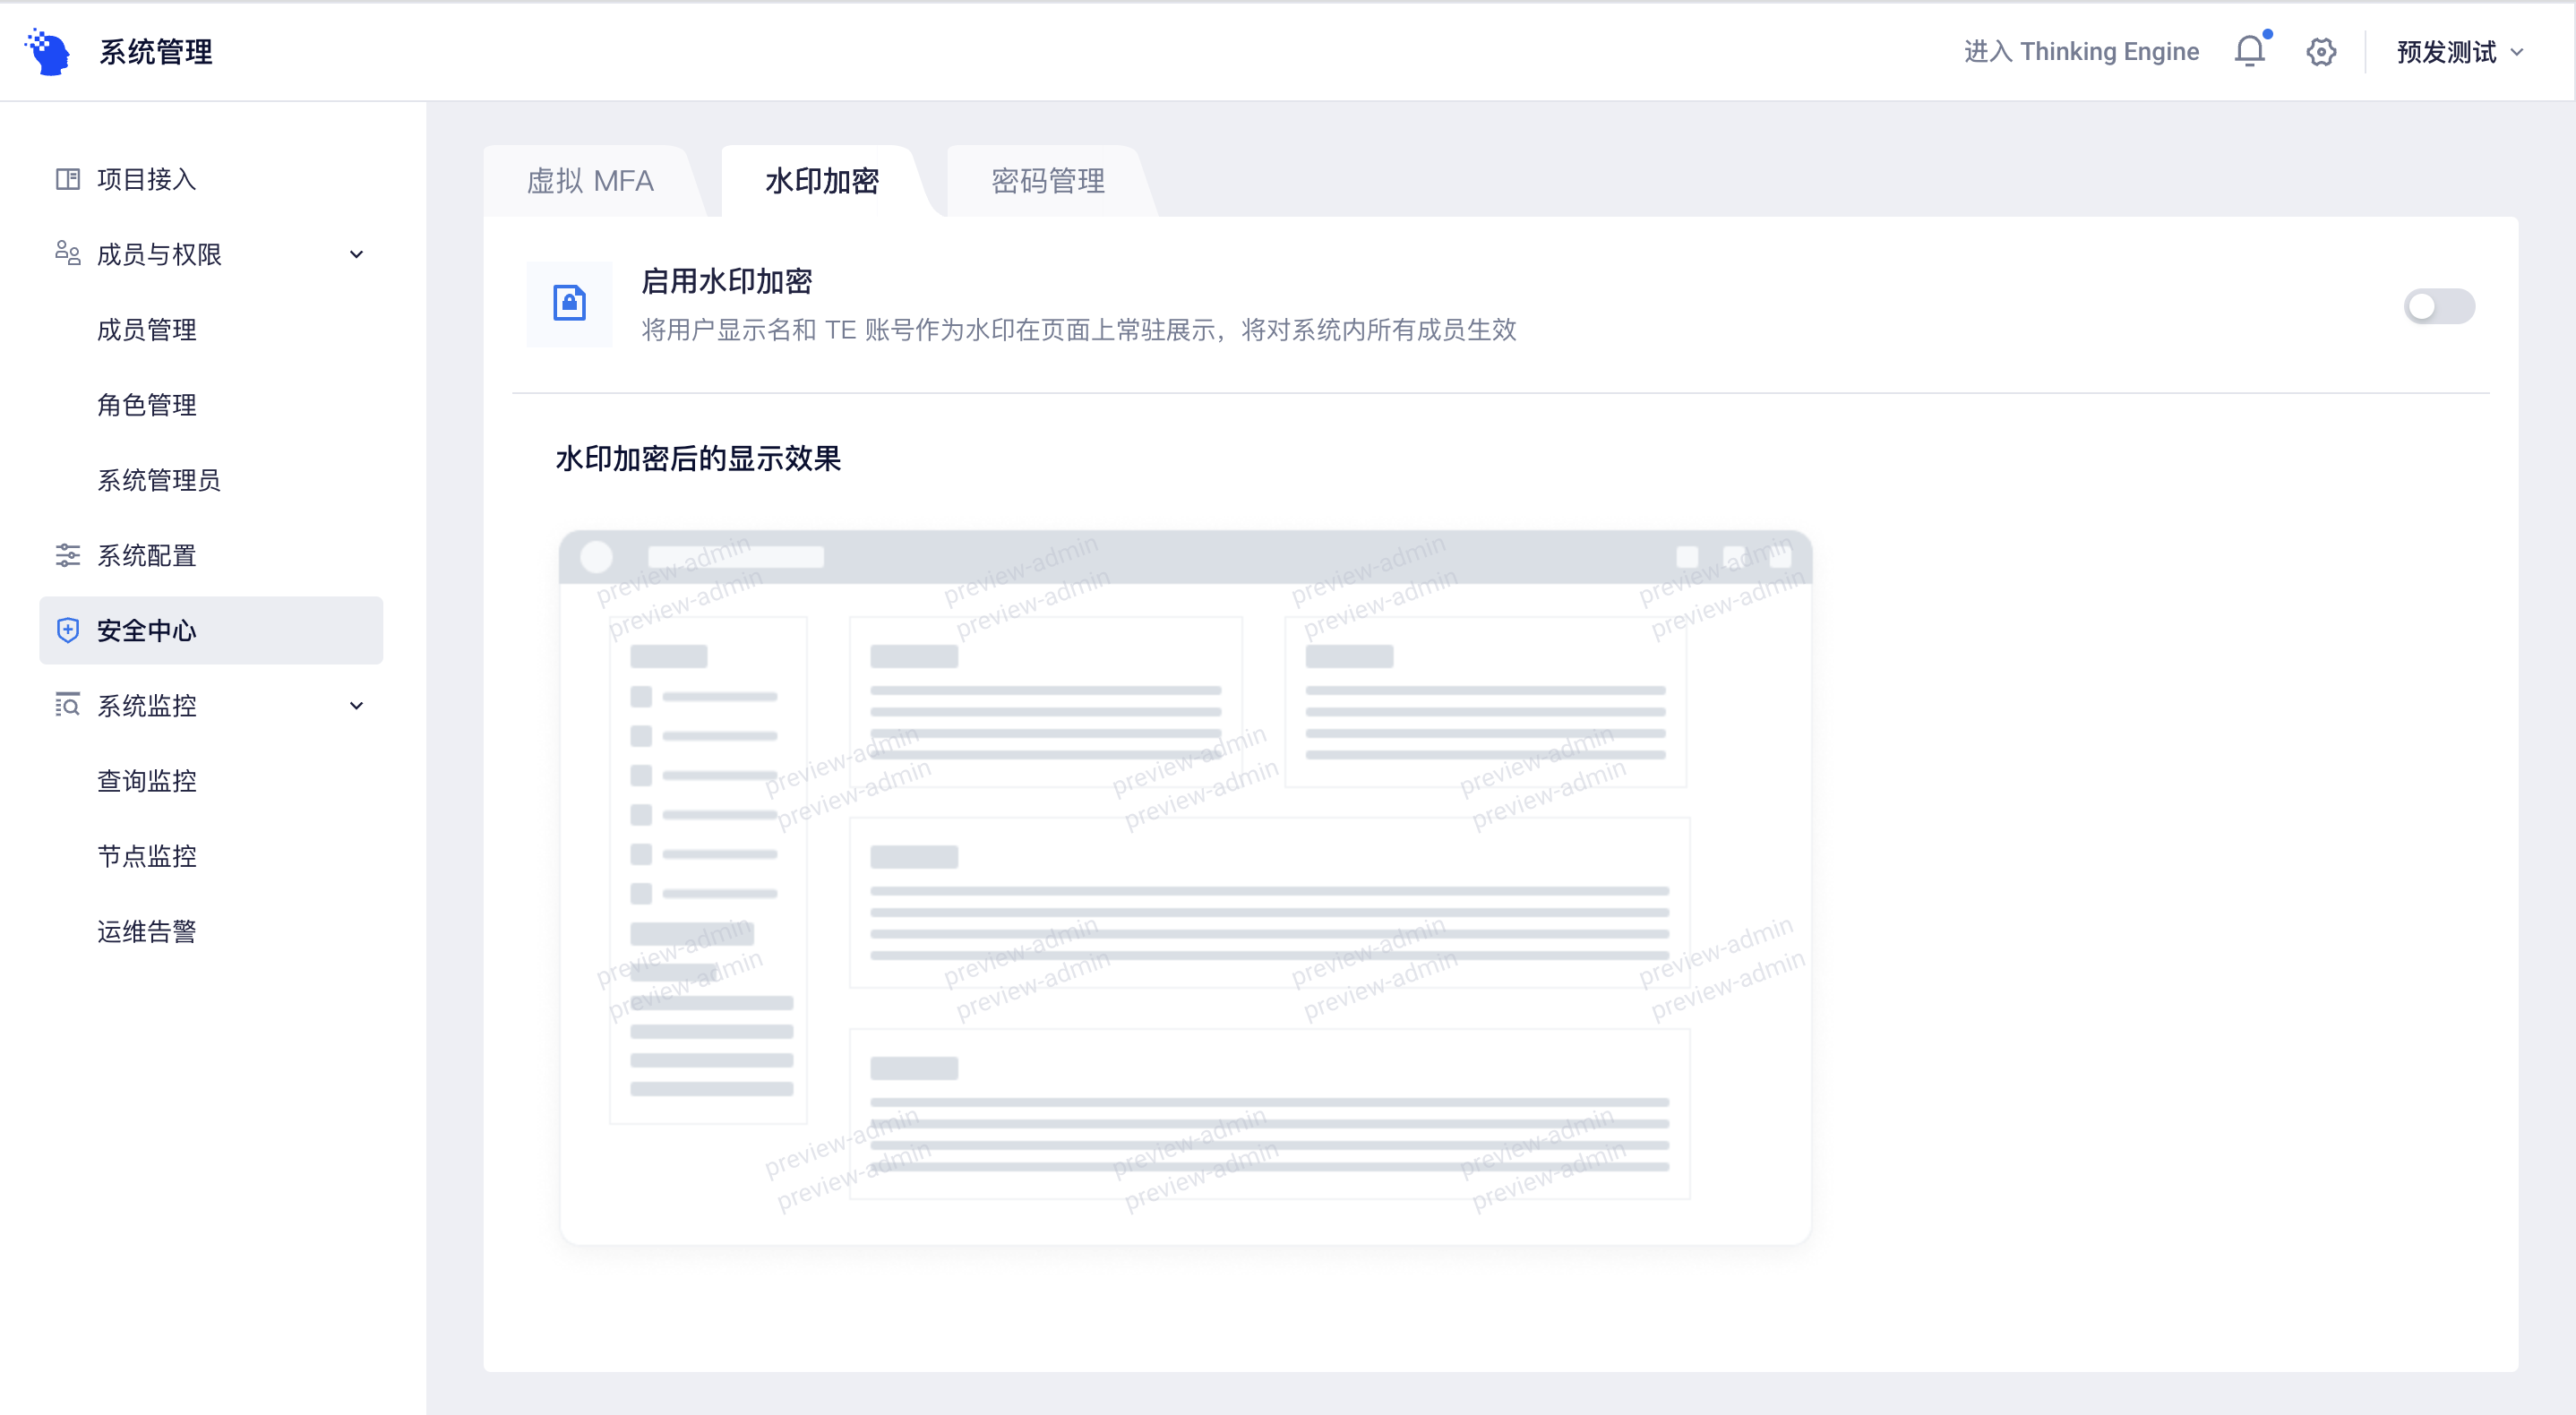 系统管理
进入 Thinking Engine
预发测试
项目接入
成员与权限
成员管理
角色管理
系统管理员
系统配置
安全中心
系统监控
查询监控
节点监控
运维告警
虚拟 MFA
水印加密
密码管理
启用水印加密
将用户显示名和 TE 账号作为水印在页面上常驻展示，将对系统内所有成员生效
水印加密后的显示效果
preview-admin preview-admin preview-admin preview-admin
preview-admin preview-admin preview-admin preview-admin
preview-admin preview-admin preview-admin
preview-admin preview-admin preview-admin
preview-admin preview-admin preview-admin preview-admin
preview-admin preview-admin preview-admin preview-admin
preview-admin preview-admin preview-admin
preview-admin preview-admin preview-admin